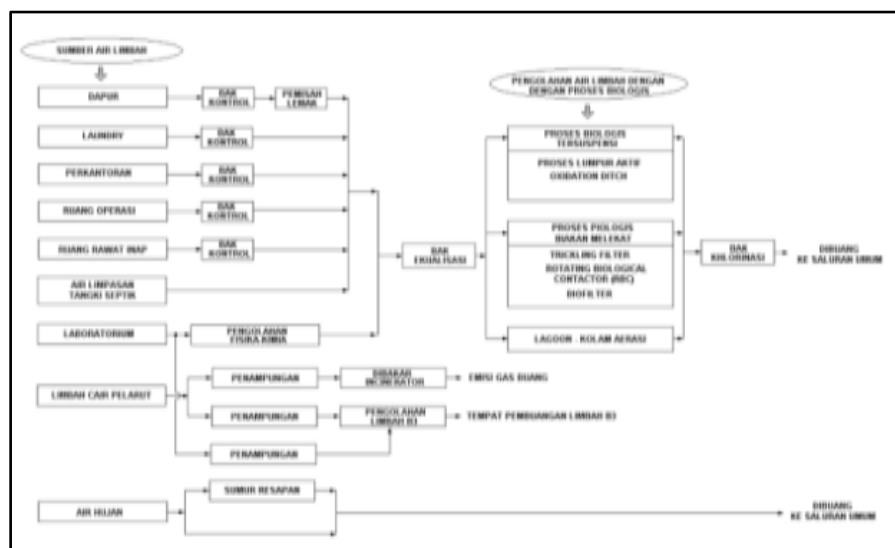 SUMBER AIR LIMBAH
DAPUR
BAK
KONTROL
PEMISAH
LEMAK
LAUNDRY
BAK
KONTROL
PERKANTORAN
BAK
KONTROL
RUANG OPERASI
BAK
KONTROL
RUANG RAWAT INAP
BAK
KONTROL
AIR LIMPASAN
TANGKI SEPTIK
LABORATORIUM
PENGOLAHAN
FISIKA-KIMIA
LIMBAH CAIR PELARUT
PENAMPUNGAN
DIBAKAR
INCINERATOR
EMISI GAS BUANG
PENAMPUNGAN
PENGOLAHAN
LIMBAH B3
TEMPAT PEMBUANGAN LIMBAH B3
PENAMPUNGAN
BAK
EKUALISASI
PENGOLAHAN AIR LIMBAH DENGAN
DENGAN PROSES BIOLOGIS
PROSES BIOLOGIS
TERSUSPENSI
PROSES LUMPUR AKTIF
OXIDATION DITCH
PROSES PIOLOGIS
BIAKAN MELEKAT
TRICKLING FILTER
ROTATING BIOLOGICAL
CONTACTOR (RBC)
BIOFILTER
LAGOON - KOLAM AERASI
BAK
KHLORINASI
DIBUANG
KE SALURAN UMUM
AIR HUJAN
SUMUR RESAPAN
DIBUANG
KE SALURAN UMUM